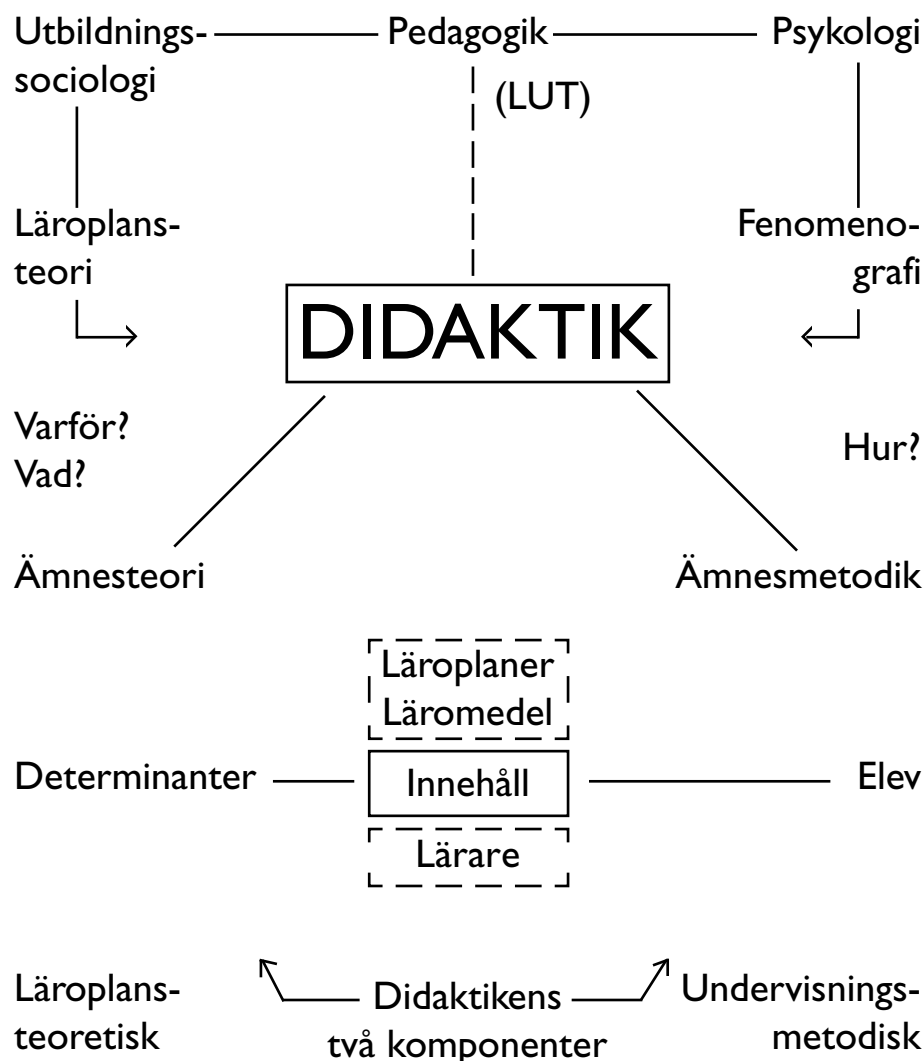 Utbildnings-
sociologi
Pedagogik
Psykologi
(LUT)
Läroplans-
teori
Fenomeno-
grafi
DIDAKTIK
Varför?
Vad?
Hur?
Ämnesteori
Ämnesmetodik
Läroplaner
Läromedel
Determinanter
Innehåll
Elev
Lärare
Läroplans-
teoretisk
Didaktikens
två komponenter
Undervisnings-
metodisk